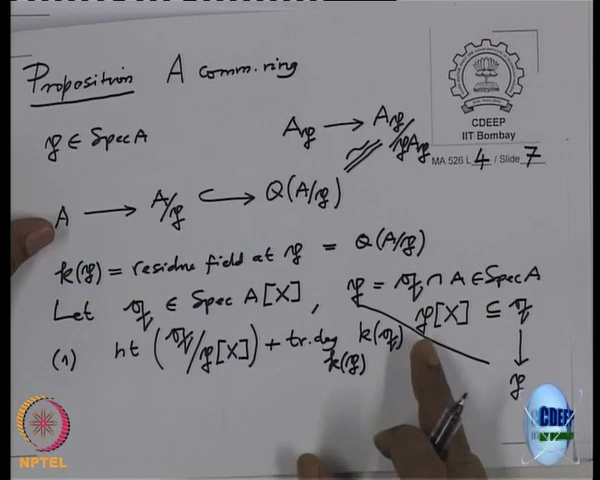 Proposition A comm. ring
𝔭 ∈ Spec A
A𝔭 → A𝔭/𝔭A𝔭
CDEEP
IIT Bombay
MA 526 L 4 / Slide 7
A → A/𝔭 ↪ Q(A/𝔭)
k(𝔭) = residue field at 𝔭 = Q(A/𝔭)
Let 𝔮 ∈ Spec A[X], 𝔭 = 𝔮 ∩ A ∈ Spec A
𝔭[X] ⊆ 𝔮
(1) ht (𝔮/𝔭[X]) + tr.deg k(𝔭) k(𝔮)
↓
𝔭
NPTEL
CDEEP